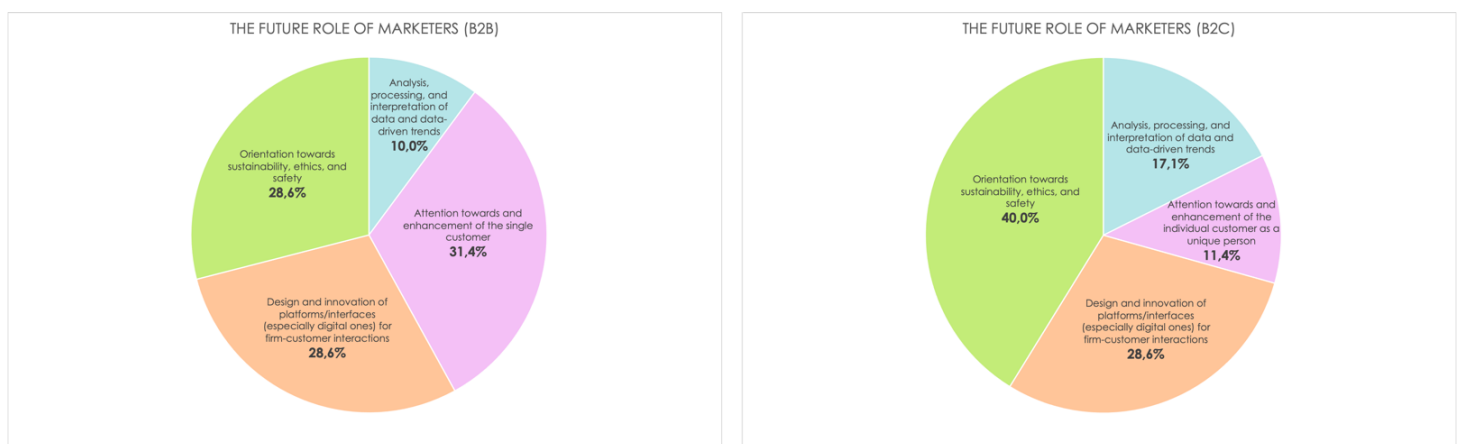 THE FUTURE ROLE OF MARKETERS (B2B)
Analysis,
processing, and
interpretation of
data and data-
driven trends
10,0%
Attention towards and
enhancement of the single
customer
31,4%
Design and innovation of
platforms/interfaces
(especially digital ones) for
firm-customer interactions
28,6%
Orientation towards
sustainability, ethics, and
safety
28,6%
THE FUTURE ROLE OF MARKETERS (B2C)
Analysis, processing, and
interpretation of data and
data-driven trends
17,1%
Attention towards and
enhancement of the
individual customer as a
unique person
11,4%
Design and innovation of
platforms/interfaces
(especially digital ones) for
firm-customer interactions
28,6%
Orientation towards
sustainability, ethics, and
safety
40,0%